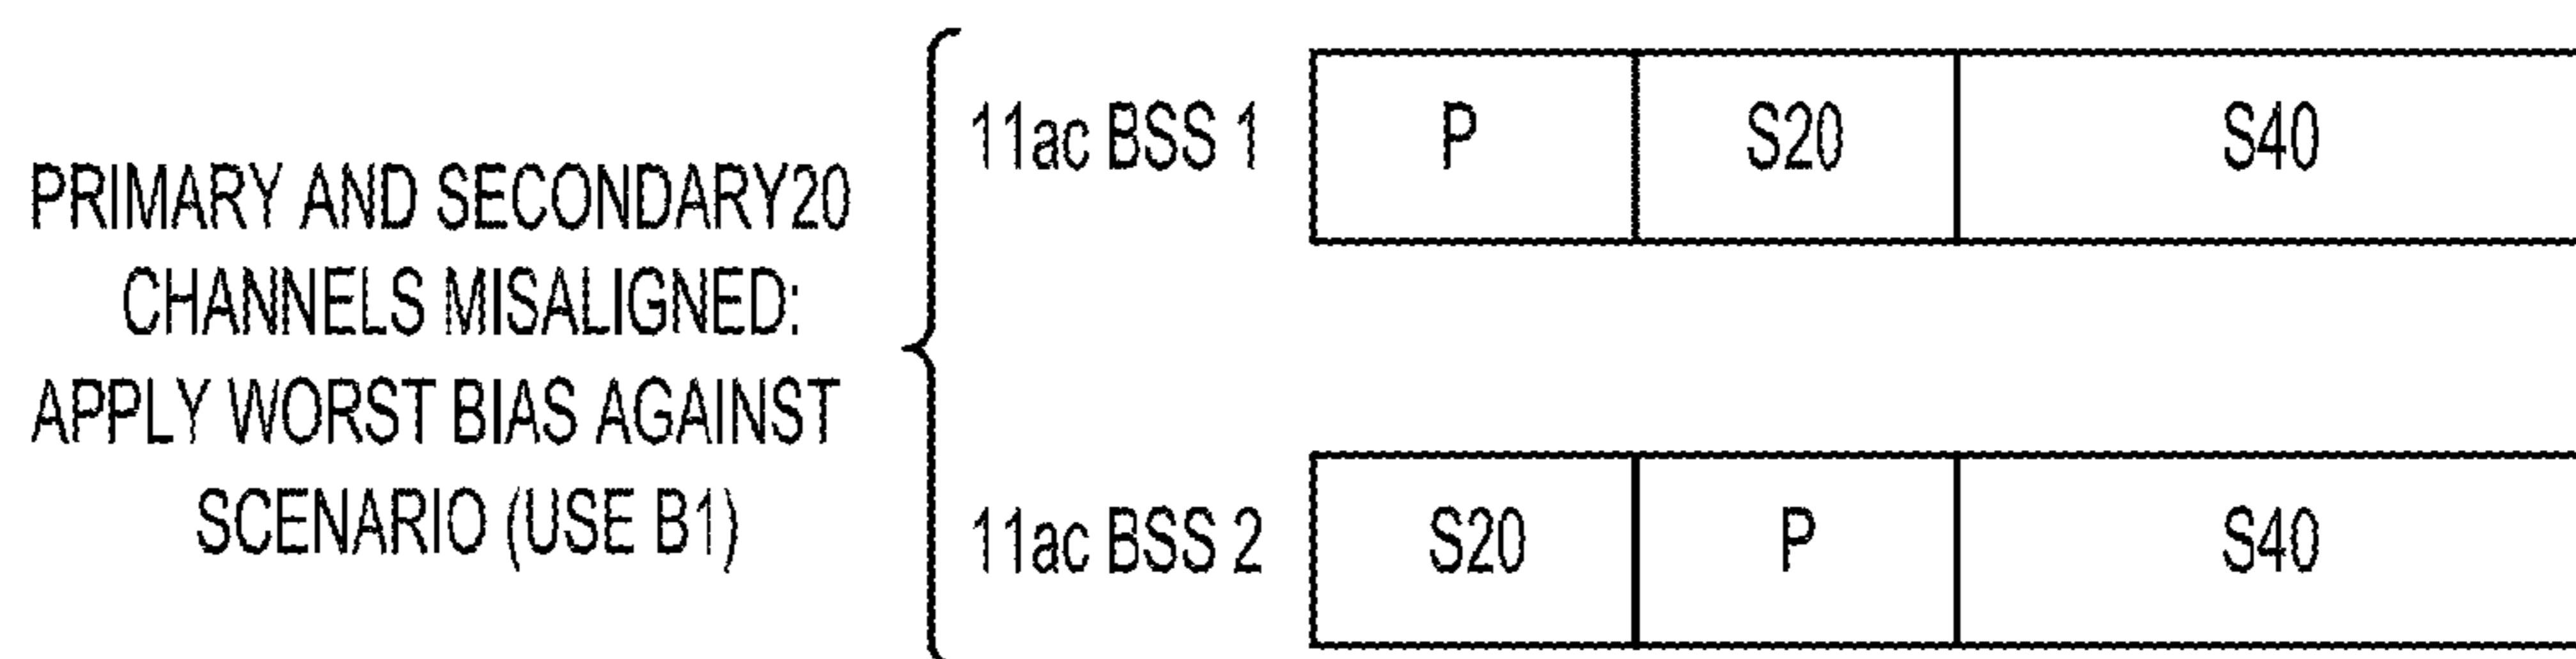 PRIMARY AND SECONDARY20
CHANNELS MISALIGNED:
APPLY WORST BIAS AGAINST
SCENARIO (USE B1)
11ac BSS 1 P S20 S40
11ac BSS 2 S20 P S40